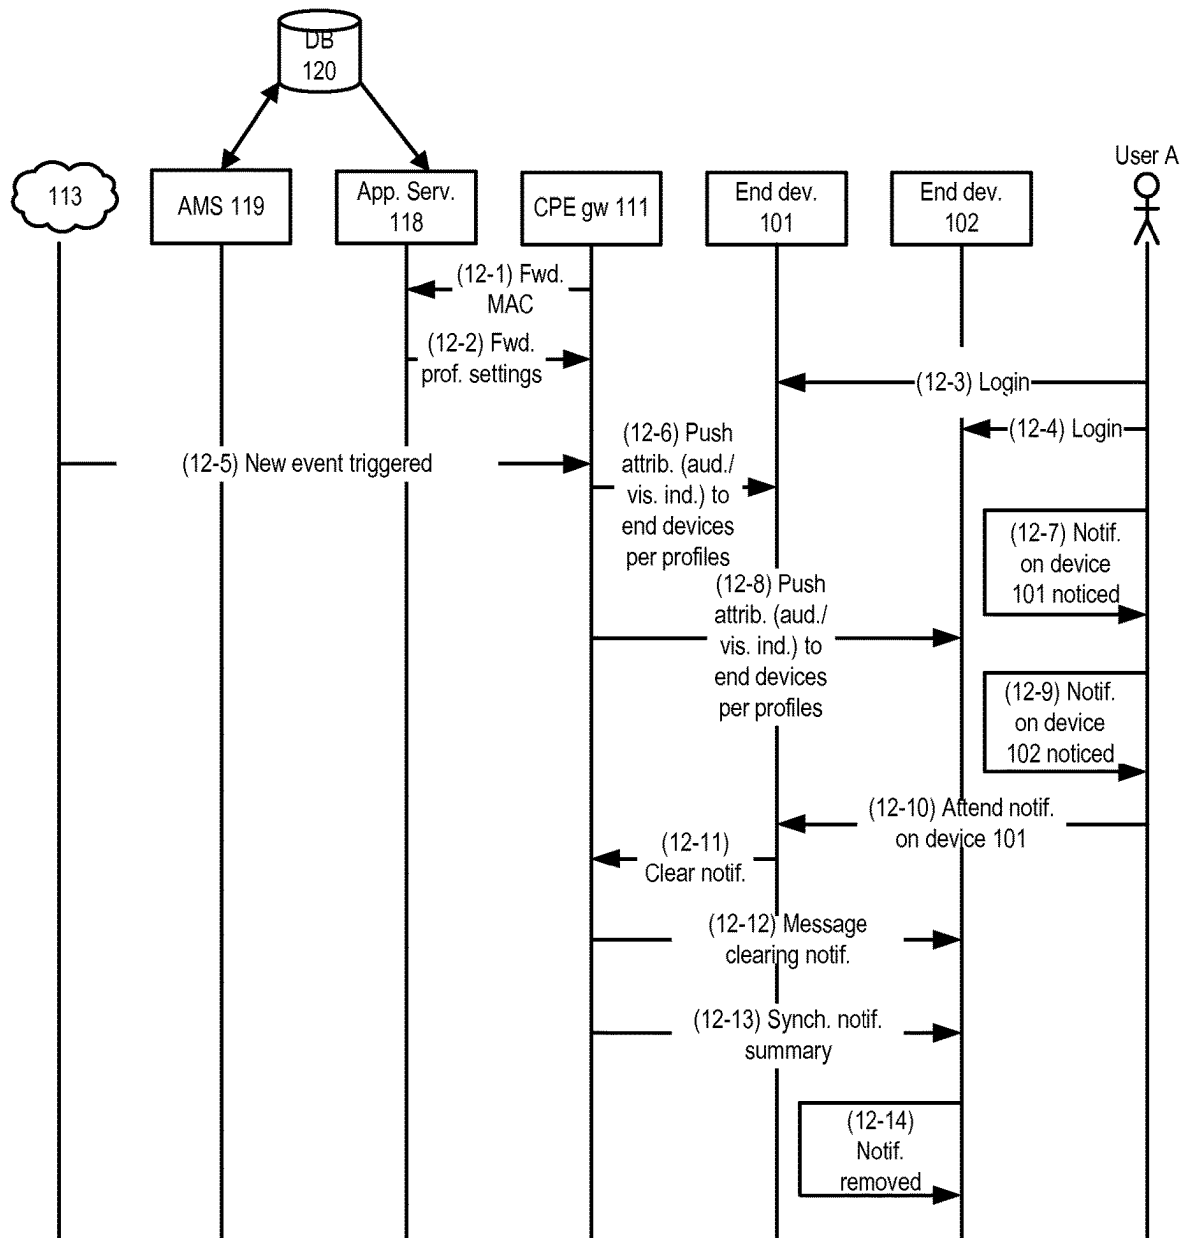 DB
120
User A
113
AMS 119
App. Serv.
118
CPE gw 111
End dev.
101
End dev.
102
(12-1) Fwd.
MAC
(12-2) Fwd.
prof. settings
(12-3) Login
(12-4) Login
(12-5) New event triggered
(12-6) Push
attrib. (aud./
vis. ind.) to
end devices
per profiles
(12-7) Notif.
on device
101 noticed
(12-8) Push
attrib. (aud./
vis. ind.) to
end devices
per profiles
(12-9) Notif.
on device
102 noticed
(12-10) Attend notif.
on device 101
(12-11)
Clear notif.
(12-12) Message
clearing notif.
(12-13) Synch. notif.
summary
(12-14)
Notif.
removed